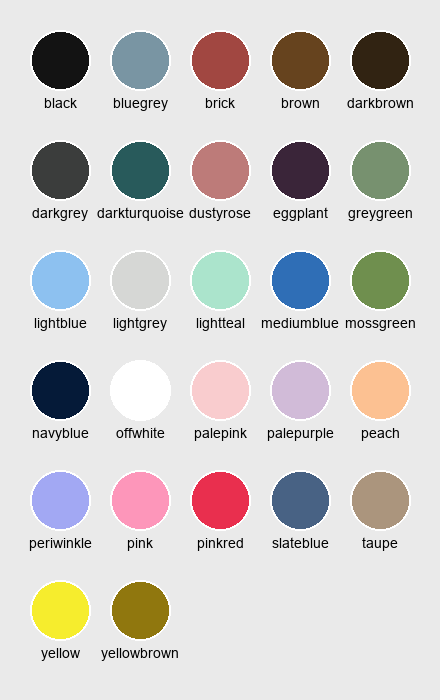 black bluegrey brick brown darkbrown
darkgrey darkturquoise dustyrose eggplant greygreen
lightblue lightgrey lightteal mediumblue mossgreen
navyblue offwhite palepink palepurple peach
periwinkle pink pinkred slateblue taupe
yellow yellowbrown